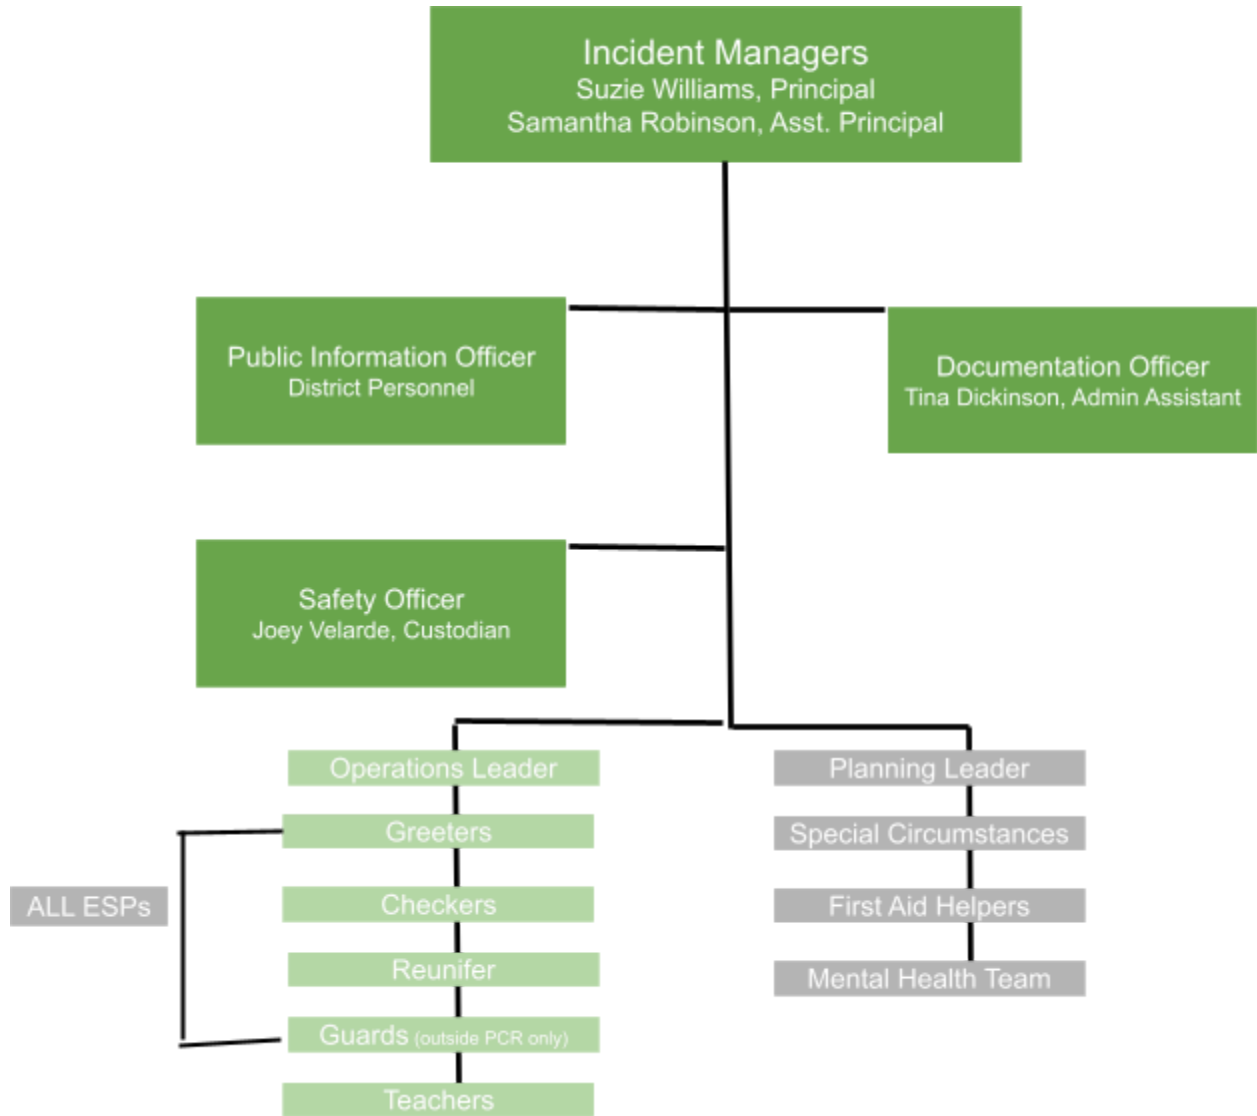 Incident Managers
Suzie Williams, Principal
Samantha Robinson, Asst. Principal
Public Information Officer
District Personnel
Documentation Officer
Tina Dickinson, Admin Assistant
Safety Officer
Joey Velarde, Custodian
Operations Leader
Greeters
Checkers
Reunifer
Guards (outside PCR only)
Teachers
ALL ESPs
Planning Leader
Special Circumstances
First Aid Helpers
Mental Health Team